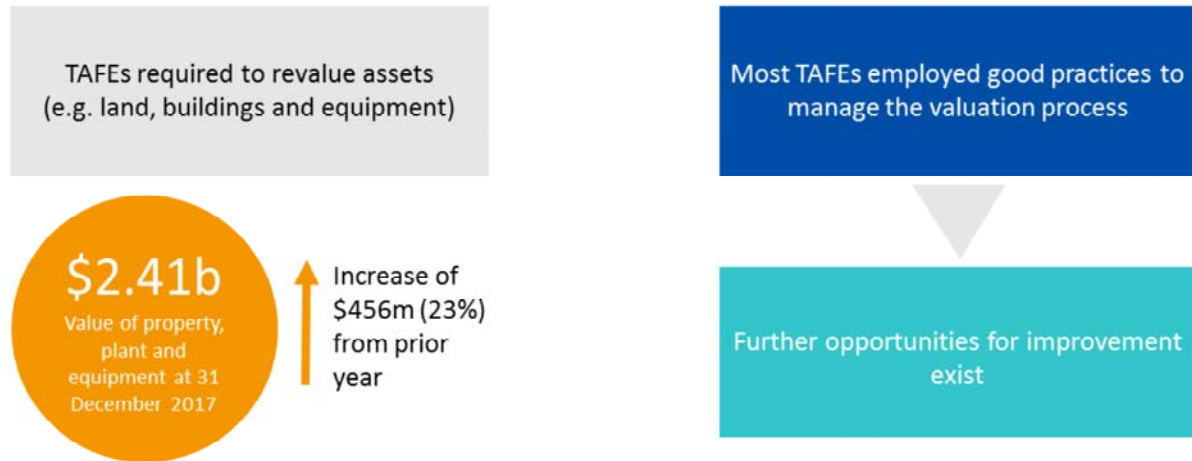 TAFEs required to revalue assets
(e.g. land, buildings and equipment)
$2.41b
Value of property,
plant and
equipment at 31
December 2017
Increase of
$456m (23%)
from prior
year
Most TAFEs employed good practices to
manage the valuation process
Further opportunities for improvement
exist